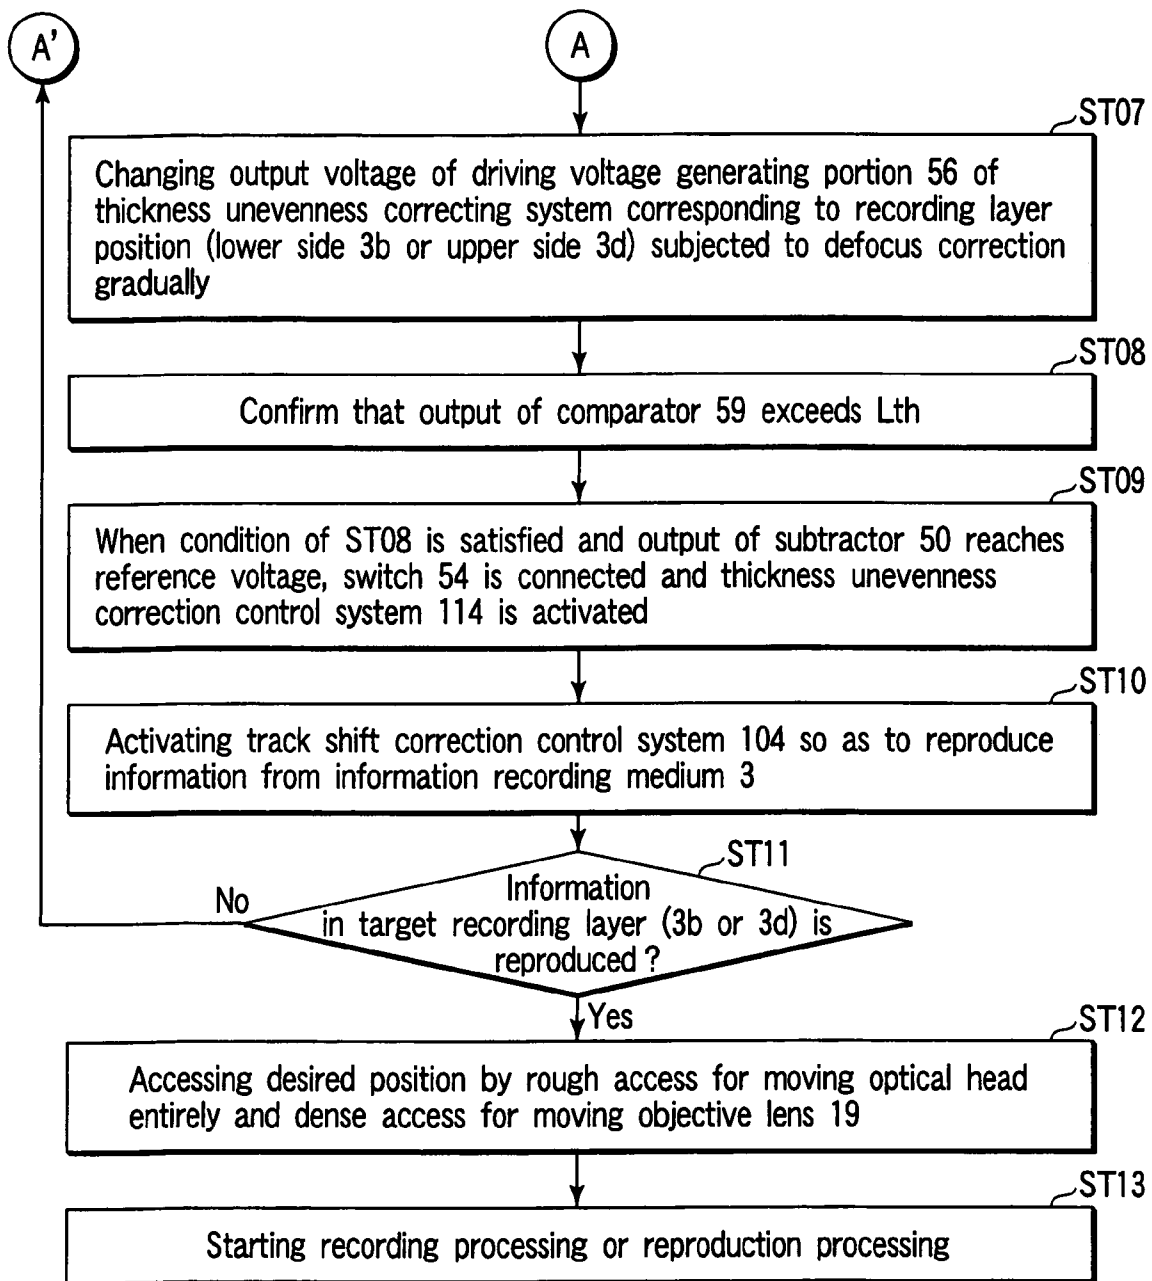 A'
A
ST07
Changing output voltage of driving voltage generating portion 56 of
thickness unevenness correcting system corresponding to recording layer
position (lower side 3b or upper side 3d) subjected to defocus correction
gradually
ST08
Confirm that output of comparator 59 exceeds Lth
ST09
When condition of ST08 is satisfied and output of subtractor 50 reaches
reference voltage, switch 54 is connected and thickness unevenness
correction control system 114 is activated
ST10
Activating track shift correction control system 104 so as to reproduce
information from information recording medium 3
ST11
No
Information
in target recording layer (3b or 3d) is
reproduced ?
Yes
ST12
Accessing desired position by rough access for moving optical head
entirely and dense access for moving objective lens 19
ST13
Starting recording processing or reproduction processing